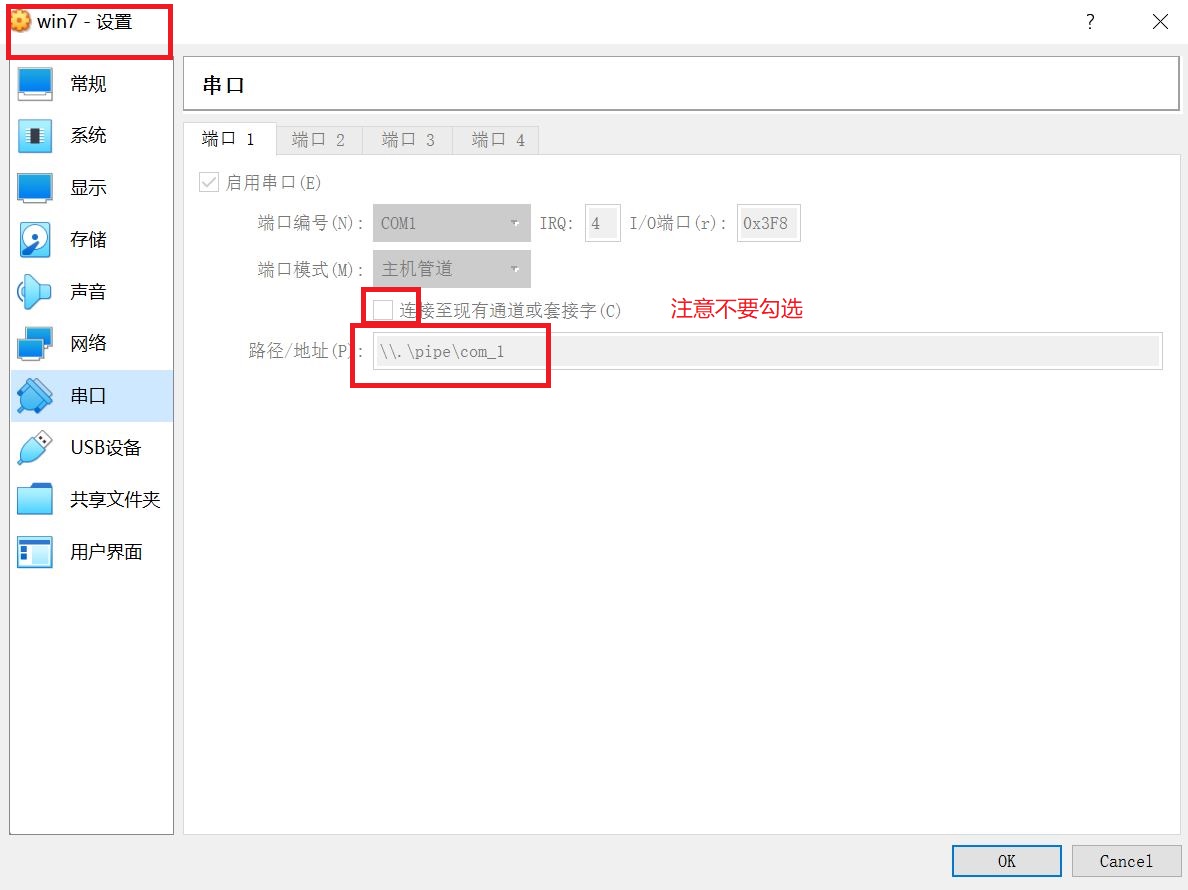 win7 - 设置
?
常规
系统
显示
存储
声音
网络
串口
USB设备
共享文件夹
用户界面
串口
端口 1
端口 2
端口 3
端口 4
启用串口(E)
端口编号(N): COM1 IRQ: 4 I/O端口(r): 0x3F8
端口模式(M): 主机管道
连接至现有通道或套接字(C) 注意不要勾选
路径/地址(P): \\.\pipe\com_1
OK
Cancel